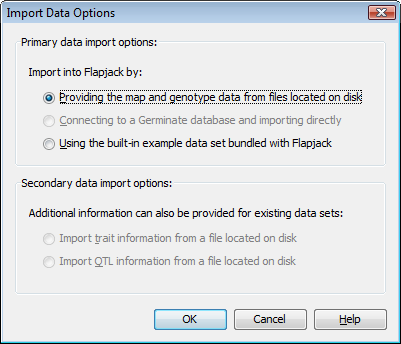 Import Data Options
Primary data import options:
Import into Flapjack by:
Providing the map and genotype data from files located on disk
Connecting to a Germinate database and importing directly
Using the built-in example data set bundled with Flapjack
Secondary data import options:
Additional information can also be provided for existing data sets:
Import trait information from a file located on disk
Import QTL information from a file located on disk
OK Cancel Help